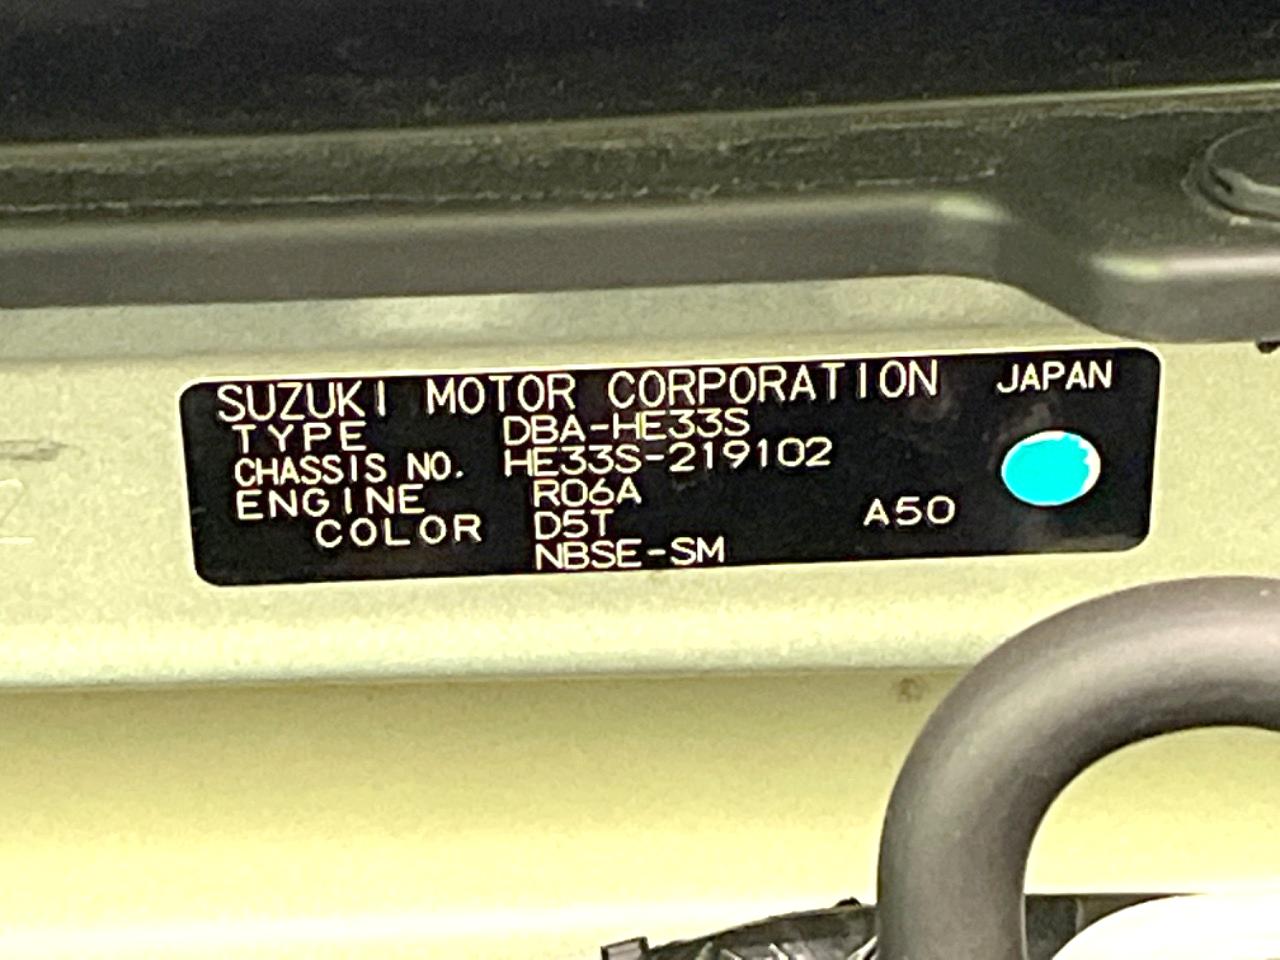 SUZUKI MOTOR CORPORATION JAPAN
TYPE DBA-HE33S
CHASSIS NO. HE33S-219102
ENGINE R06A
COLOR D5T A50
NBSE-SM